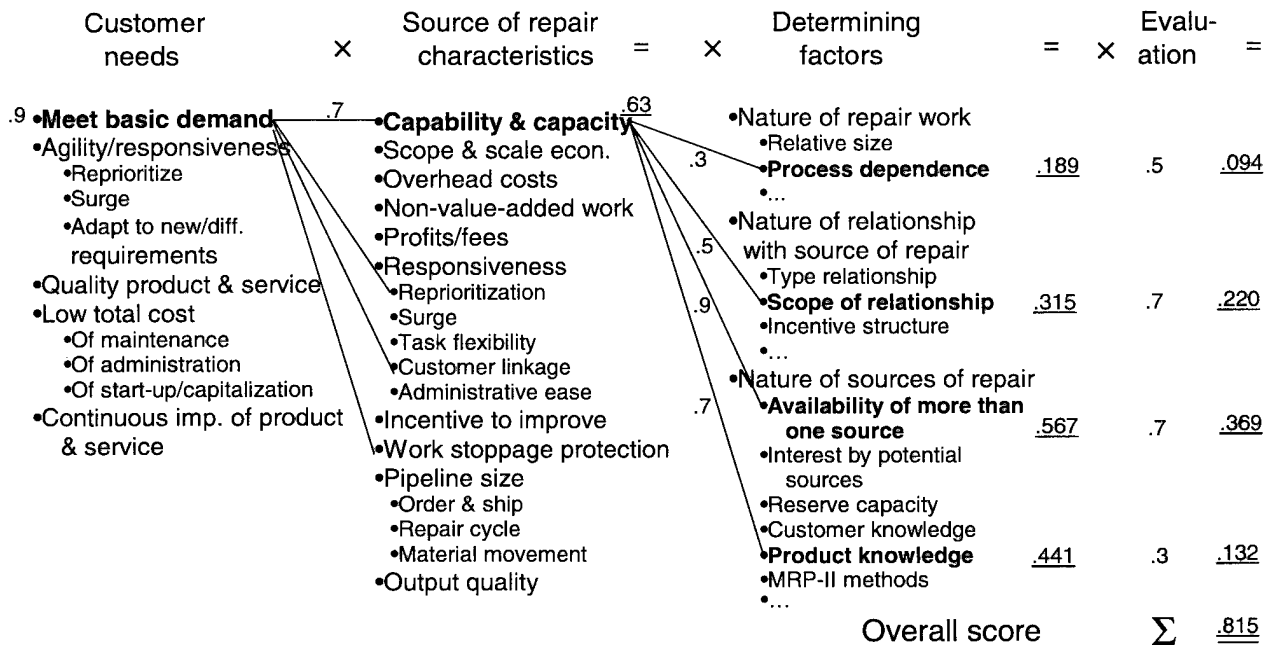 Customer needs × Source of repair characteristics = × Determining factors = × Evalu-ation =
.9 •Meet basic demand
•Agility/responsiveness
•Reprioritize
•Surge
•Adapt to new/diff.
requirements
•Quality product & service
•Low total cost
•Of maintenance
•Of administration
•Of start-up/capitalization
•Continuous imp. of product
& service
.7
•Capability & capacity .63
•Scope & scale econ.
•Overhead costs
•Non-value-added work
•Profits/fees
•Responsiveness
•Reprioritization
•Surge
•Task flexibility
•Customer linkage
•Administrative ease
•Incentive to improve
•Work stoppage protection
•Pipeline size
•Order & ship
•Repair cycle
•Material movement
•Output quality
.3
.5
.9
.7
•Nature of repair work
•Relative size
•Process dependence .189 .5 .094
•...
•Nature of relationship
with source of repair
•Type relationship
•Scope of relationship .315 .7 .220
•Incentive structure
•...
•Nature of sources of repair
•Availability of more than
one source .567 .7 .369
•Interest by potential
sources
•Reserve capacity
•Customer knowledge
•Product knowledge .441 .3 .132
•MRP-II methods
•...
Overall score Σ .815